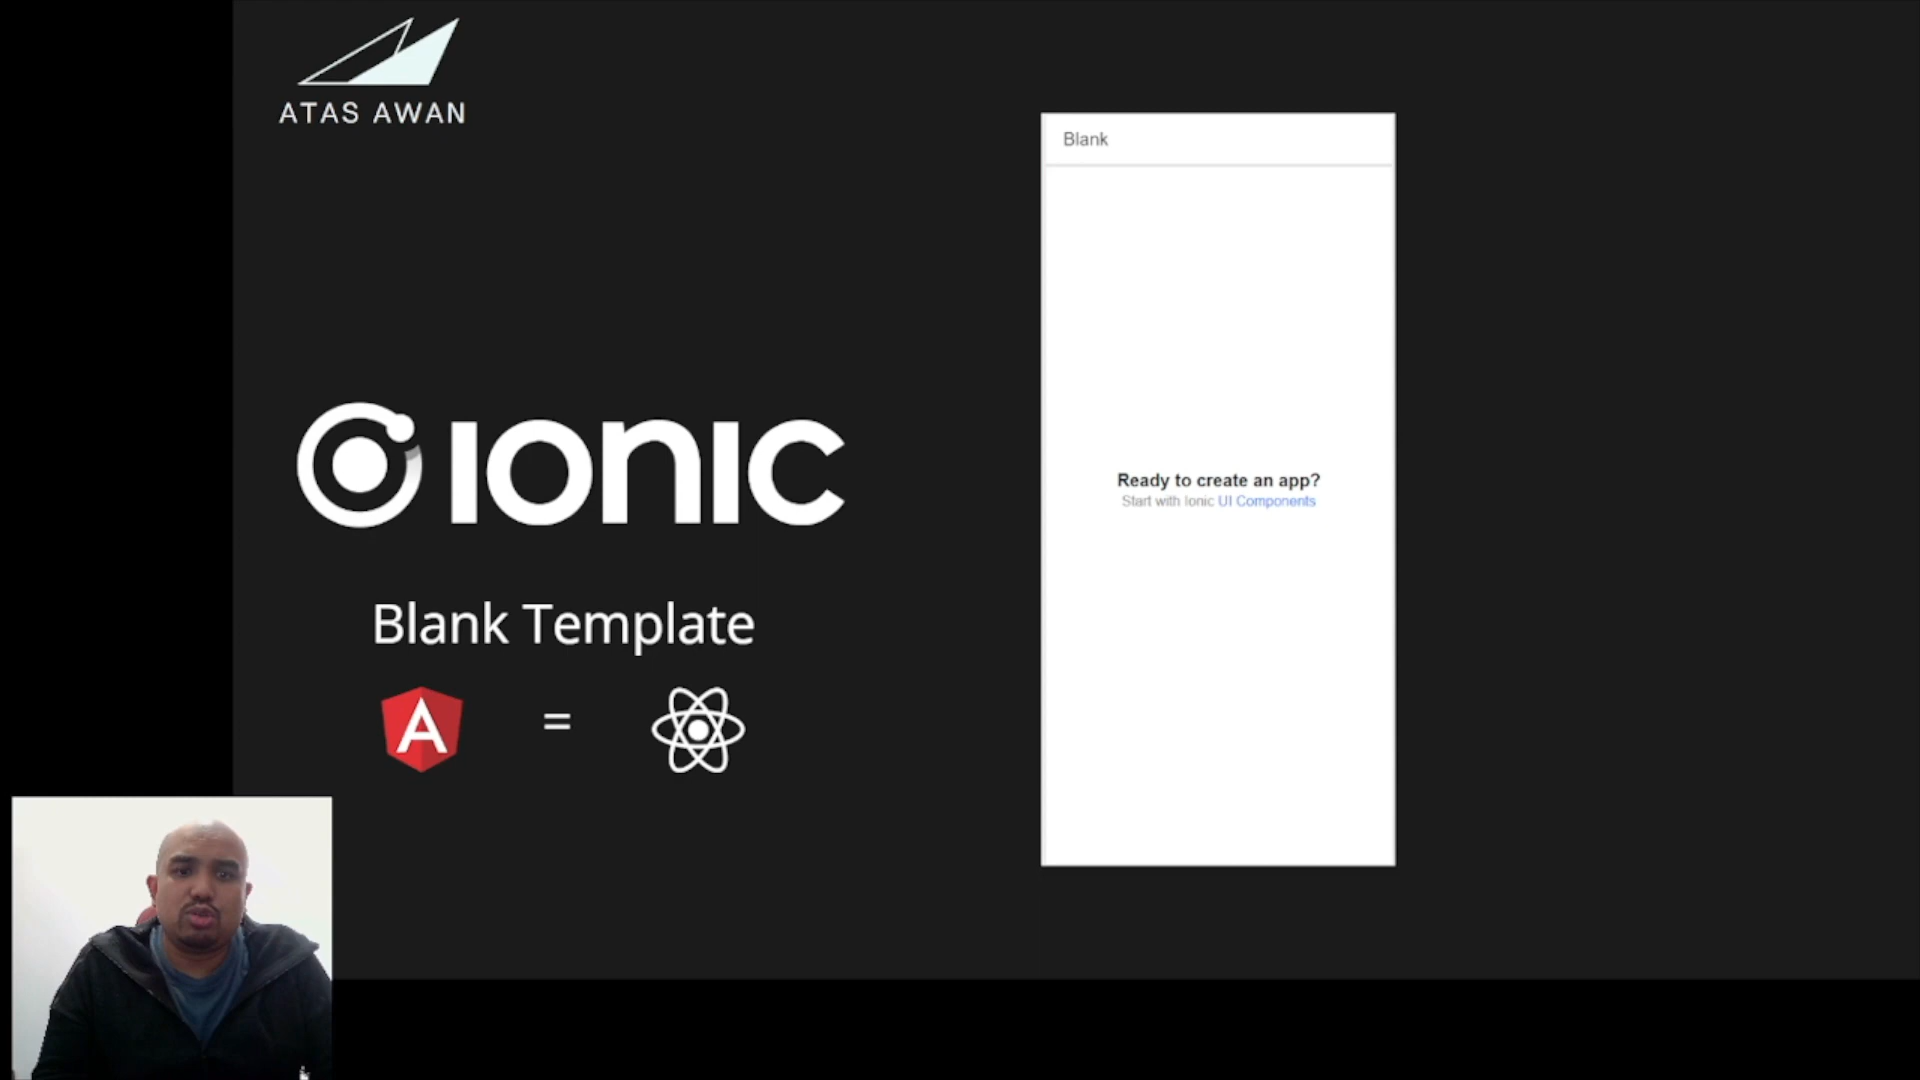 ATAS AWAN
Blank
ionic
Ready to create an app?
Start with Ionic UI Components
Blank Template
A =